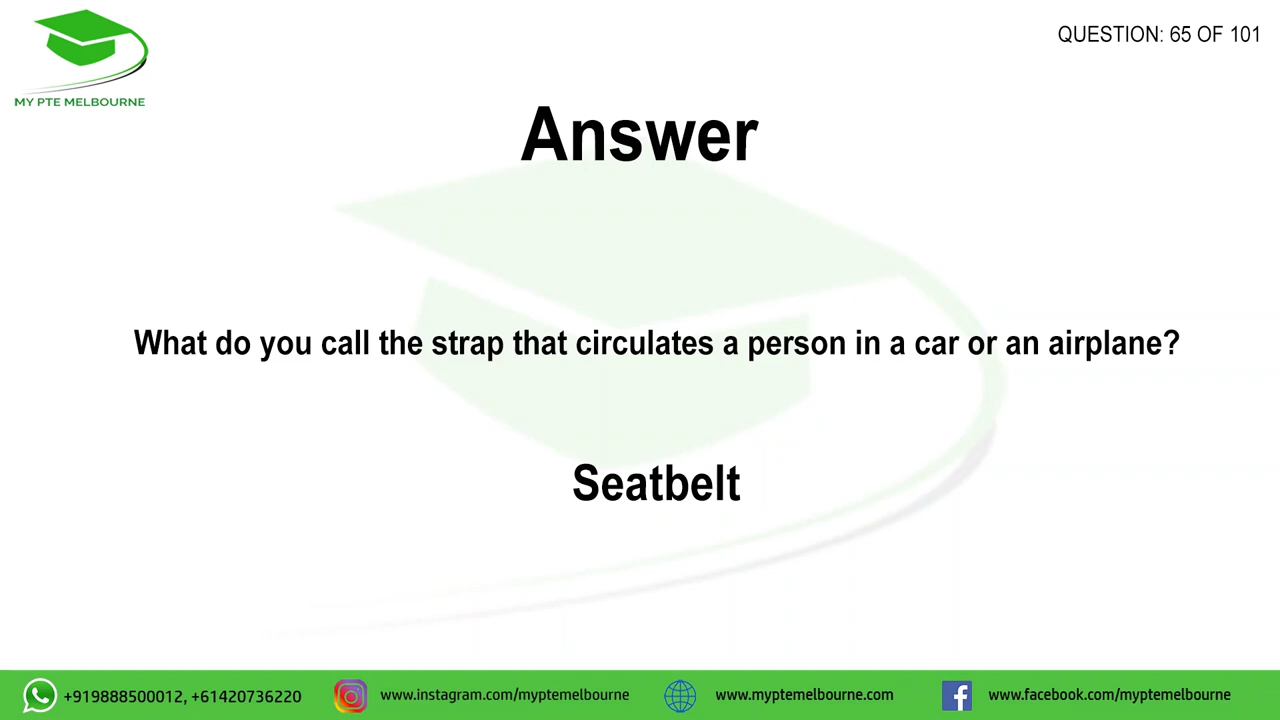 QUESTION: 65 OF 101
MY PTE MELBOURNE
Answer
What do you call the strap that circulates a person in a car or an airplane?
Seatbelt
+919888500012, +61420736220 www.instagram.com/myptemelbourne www.myptemelbourne.com www.facebook.com/myptemelbourne